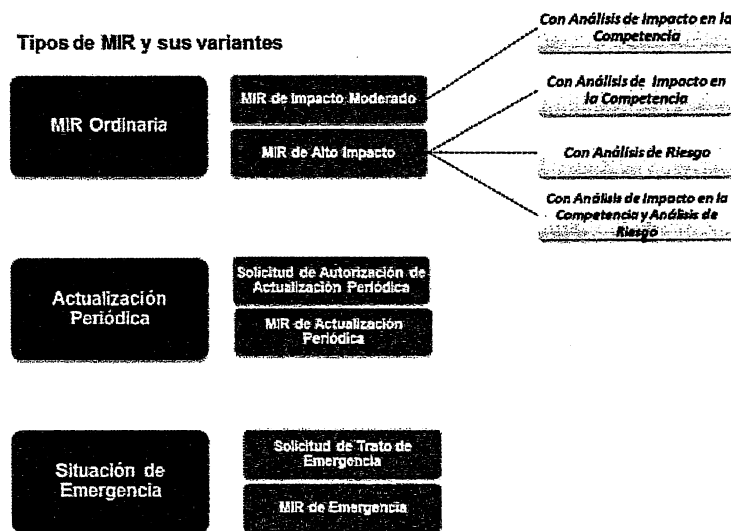 Tipos de MIR y sus variantes
MIR Ordinaria
MIR de Impacto Moderado
MIR de Alto Impacto
Con Análisis de Impacto en la
Competencia
Con Análisis de Impacto en
la Competencia
Con Análisis de Riesgo
Con Análisis de Impacto en la
Competencia y Análisis de
Riesgo
Actualización
Periódica
Solicitud de Autorización de
Actualización Periódica
MIR de Actualización
Periódica
Situación de
Emergencia
Solicitud de Trato de
Emergencia
MIR de Emergencia